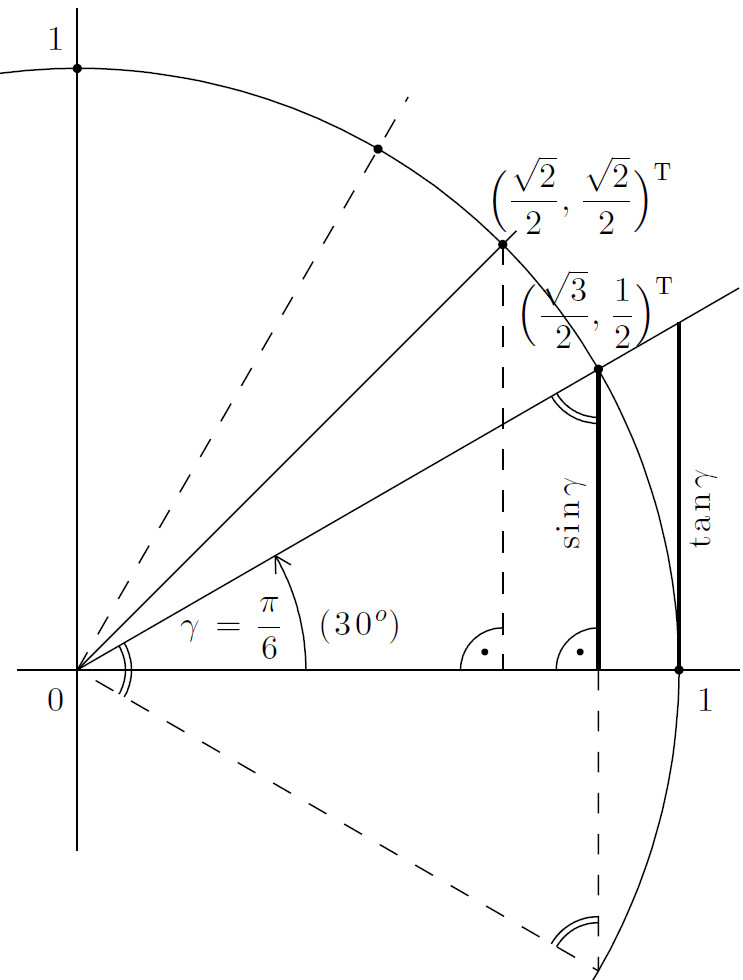 1
(√2/2, √2/2)ᵀ
(√3/2, 1/2)ᵀ
sin γ
tan γ
γ = π/6 (30°)
0
1